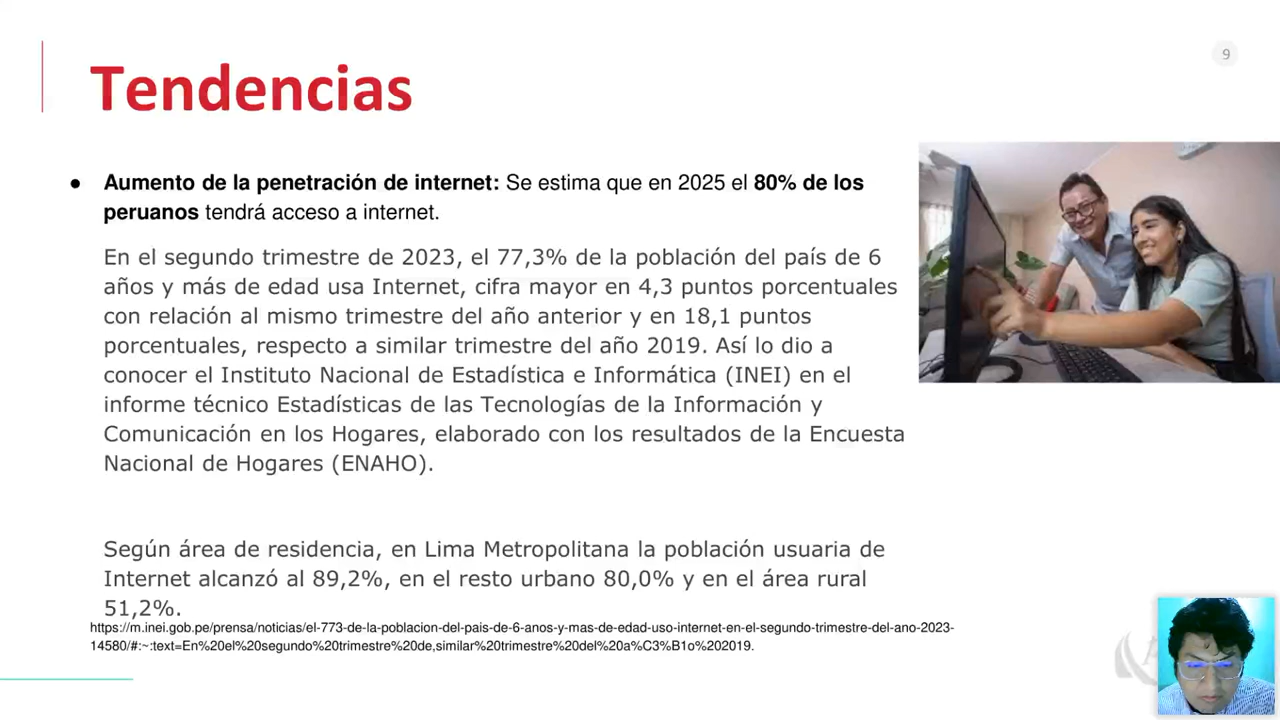 9
Tendencias
● Aumento de la penetración de internet: Se estima que en 2025 el 80% de los
peruanos tendrá acceso a internet.
En el segundo trimestre de 2023, el 77,3% de la población del país de 6
años y más de edad usa Internet, cifra mayor en 4,3 puntos porcentuales
con relación al mismo trimestre del año anterior y en 18,1 puntos
porcentuales, respecto a similar trimestre del año 2019. Así lo dio a
conocer el Instituto Nacional de Estadística e Informática (INEI) en el
informe técnico Estadísticas de las Tecnologías de la Información y
Comunicación en los Hogares, elaborado con los resultados de la Encuesta
Nacional de Hogares (ENAHO).
Según área de residencia, en Lima Metropolitana la población usuaria de
Internet alcanzó al 89,2%, en el resto urbano 80,0% y en el área rural
51,2%.
https://m.inei.gob.pe/prensa/noticias/el-773-de-la-poblacion-del-pais-de-6-anos-y-mas-de-edad-uso-internet-en-el-segundo-trimestre-del-ano-2023-
14580/#:~:text=En%20el%20segundo%20trimestre%20de,similar%20trimestre%20del%20a%C3%B1o%202019.